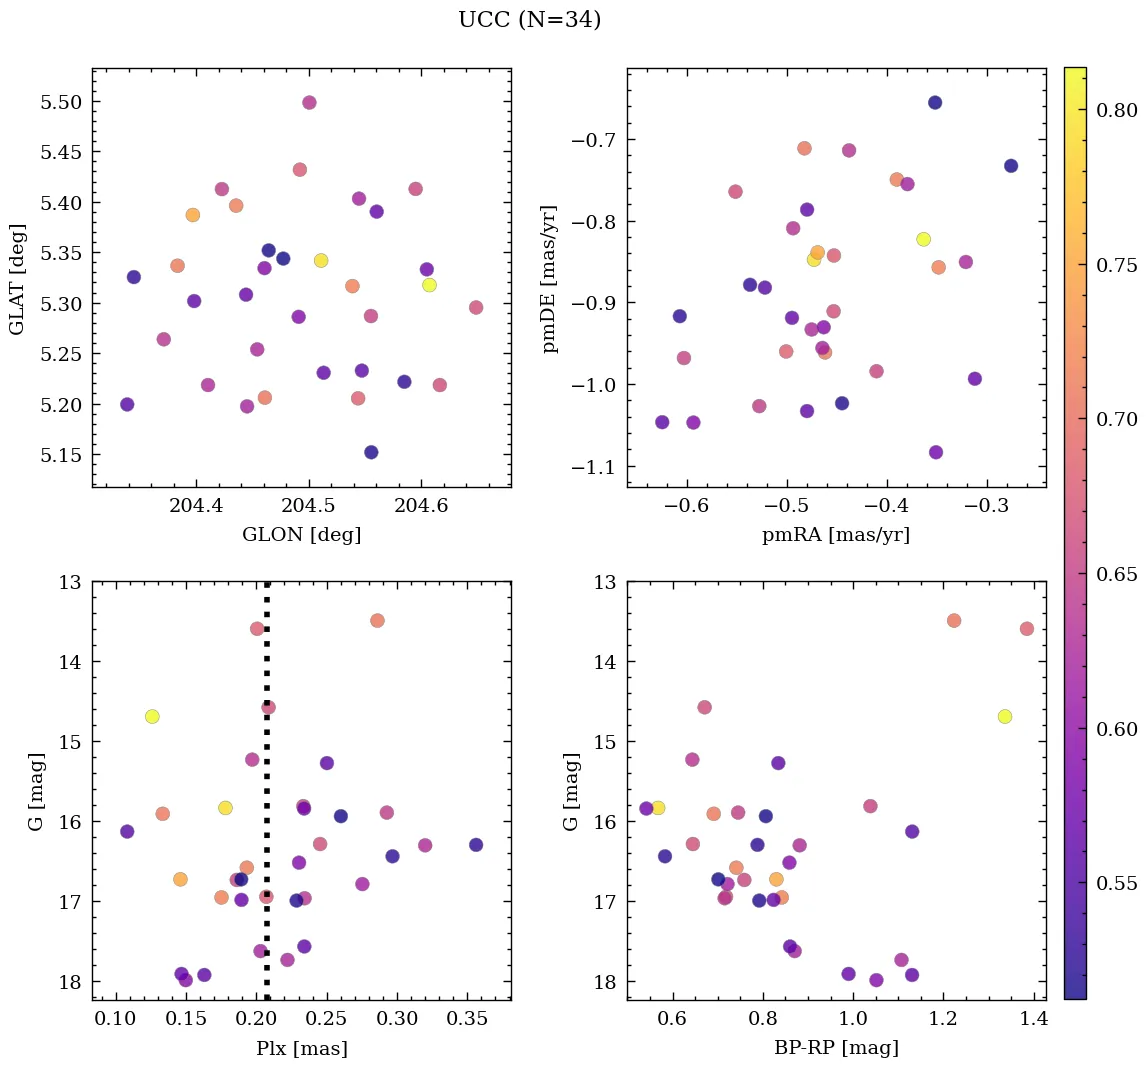 UCC (N=34)
5.50
5.45
5.40
5.35
5.30
5.25
5.20
5.15
GLAT [deg]
204.4 204.5 204.6
GLON [deg]
−0.7
−0.8
−0.9
−1.0
−1.1
pmDE [mas/yr]
−0.6 −0.5 −0.4 −0.3
pmRA [mas/yr]
13
14
15
16
17
18
G [mag]
0.10 0.15 0.20 0.25 0.30 0.35
Plx [mas]
13
14
15
16
17
18
G [mag]
0.6 0.8 1.0 1.2 1.4
BP-RP [mag]
0.80
0.75
0.70
0.65
0.60
0.55